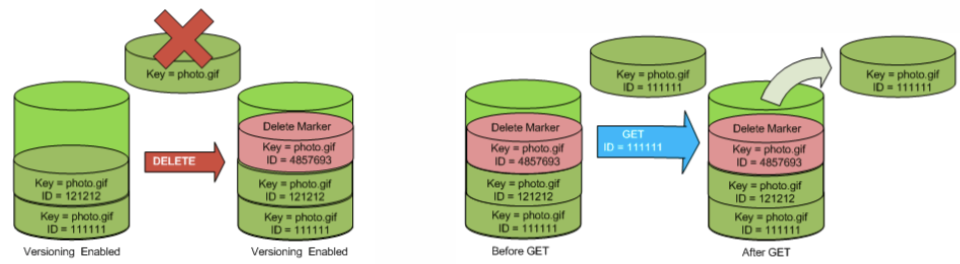 Key = photo.gif
DELETE
Key = photo.gif
ID = 121212
Key = photo.gif
ID = 111111
Versioning Enabled
Delete Marker
Key = photo.gif
ID = 4857693
Key = photo.gif
ID = 121212
Key = photo.gif
ID = 111111
Versioning Enabled
Key = photo.gif
ID = 111111
Delete Marker
Key = photo.gif
ID = 4857693
Key = photo.gif
ID = 121212
Key = photo.gif
ID = 111111
Before GET
GET
ID = 111111
Delete Marker
Key = photo.gif
ID = 4857693
Key = photo.gif
ID = 121212
Key = photo.gif
ID = 111111
After GET
Key = photo.gif
ID = 111111